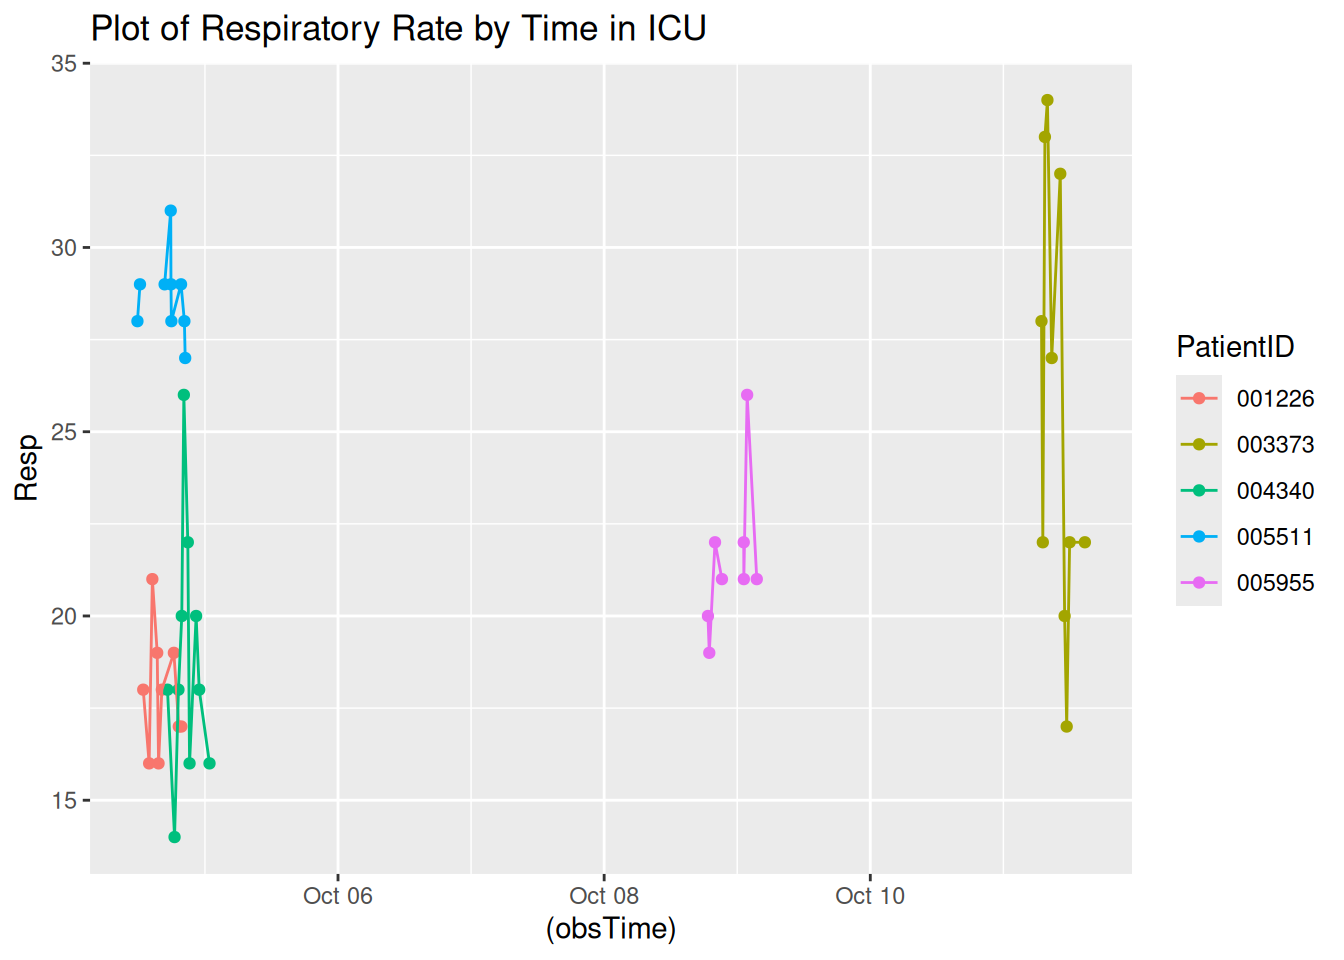 Plot of Respiratory Rate by Time in ICU
35
30
25
20
15
Resp
Oct 06
Oct 08
Oct 10
(obsTime)
PatientID
001226
003373
004340
005511
005955